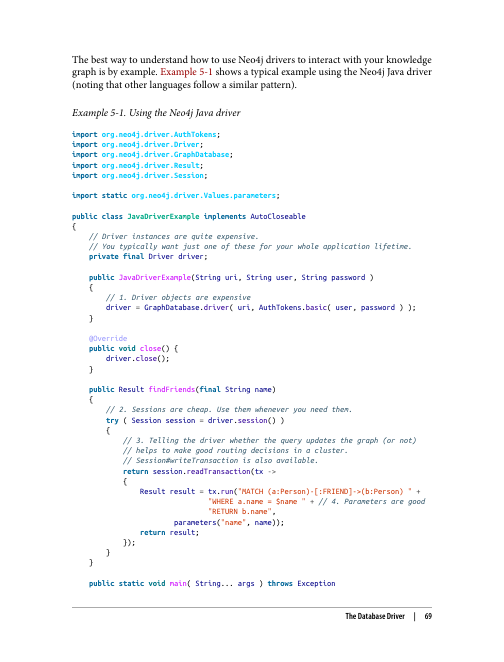 The best way to understand how to use Neo4j drivers to interact with your knowledge
graph is by example. Example 5-1 shows a typical example using the Neo4j Java driver
(noting that other languages follow a similar pattern).
Example 5-1. Using the Neo4j Java driver
import org.neo4j.driver.AuthTokens;
import org.neo4j.driver.Driver;
import org.neo4j.driver.GraphDatabase;
import org.neo4j.driver.Result;
import org.neo4j.driver.Session;
import static org.neo4j.driver.Values.parameters;
public class JavaDriverExample implements AutoCloseable
{
    // Driver instances are quite expensive.
    // You typically want just one of these for your whole application lifetime.
    private final Driver driver;
    public JavaDriverExample(String uri, String user, String password )
    {
        // 1. Driver objects are expensive
        driver = GraphDatabase.driver( uri, AuthTokens.basic( user, password ) );
    }
    @Override
    public void close() {
        driver.close();
    }
    public Result findFriends(final String name)
    {
        // 2. Sessions are cheap. Use them whenever you need them.
        try ( Session session = driver.session() )
        {
            // 3. Telling the driver whether the query updates the graph (or not)
            // helps to make good routing decisions in a cluster.
            // Session#writeTransaction is also available.
            return session.readTransaction(tx ->
            {
                Result result = tx.run("MATCH (a:Person)-[:FRIEND]->(b:Person) " +
                                "WHERE a.name = $name " + // 4. Parameters are good
                                "RETURN b.name",
                        parameters("name", name));
                return result;
            });
        }
    }
    public static void main( String... args ) throws Exception
The Database Driver | 69